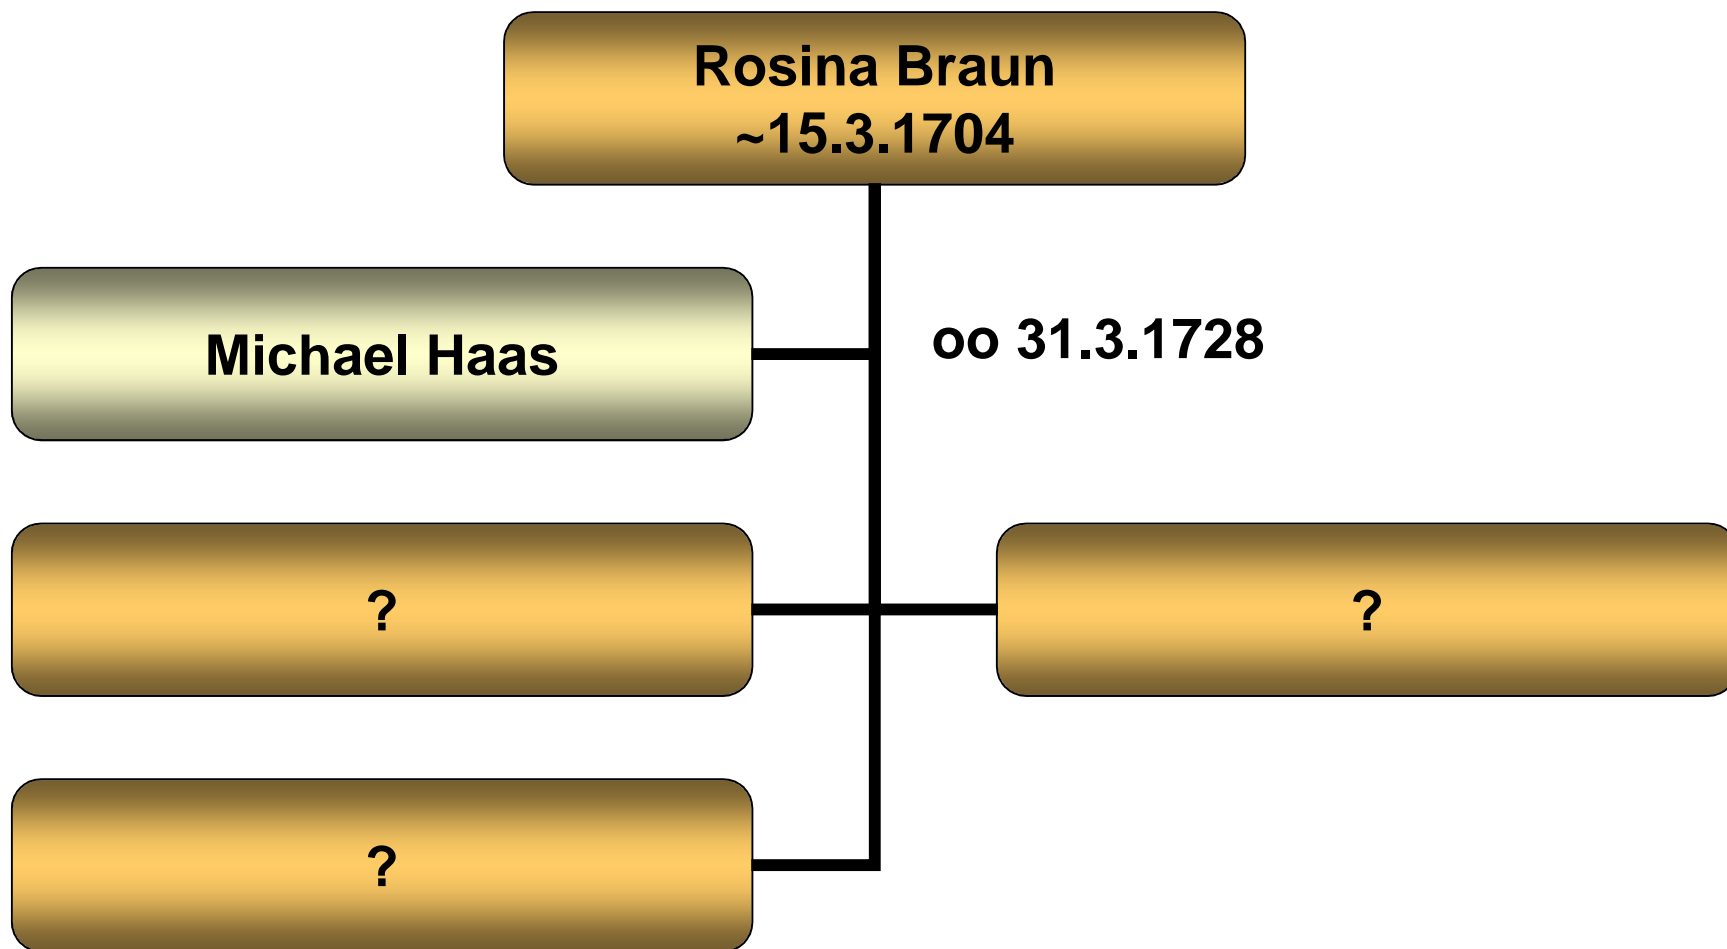 Rosina Braun
~15.3.1704
Michael Haas
oo 31.3.1728
?
?
?